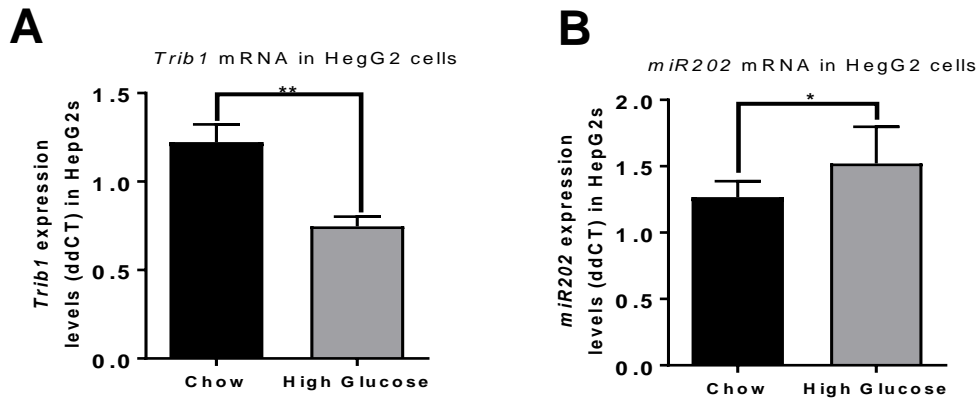 A
Trib1 mRNA in HegG2 cells
**
1.5
1.0
0.5
0.0
Trib1 expression
levels (ddCT) in HepG2s
Chow
High Glucose
B
miR202 mRNA in HegG2 cells
*
2.0
1.5
1.0
0.5
0.0
miR202 expression
levels (ddCT) in HepG2s
Chow
High Glucose